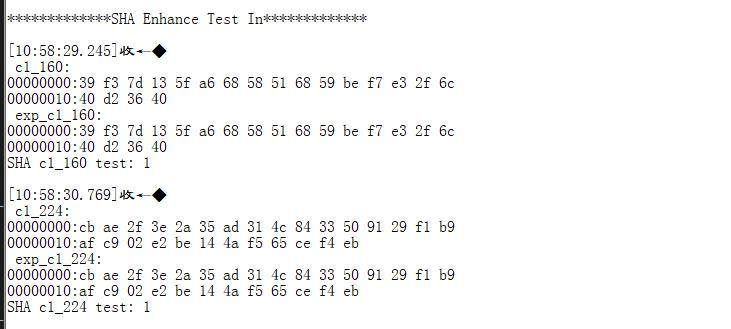 *************SHA Enhance Test In*************
[10:58:29.245]收←◆
c1_160:
00000000:39 f3 7d 13 5f a6 68 58 51 68 59 be f7 e3 2f 6c
00000010:40 d2 36 40
exp_c1_160:
00000000:39 f3 7d 13 5f a6 68 58 51 68 59 be f7 e3 2f 6c
00000010:40 d2 36 40
SHA c1_160 test: 1
[10:58:30.769]收←◆
c1_224:
00000000:cb ae 2f 3e 2a 35 ad 31 4c 84 33 50 91 29 f1 b9
00000010:af c9 02 e2 be 14 4a f5 65 ce f4 eb
exp_c1_224:
00000000:cb ae 2f 3e 2a 35 ad 31 4c 84 33 50 91 29 f1 b9
00000010:af c9 02 e2 be 14 4a f5 65 ce f4 eb
SHA c1_224 test: 1